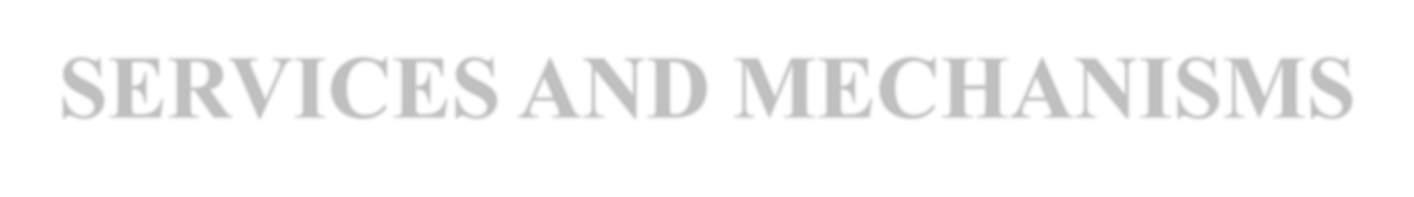 SERVICES AND MECHANISMS